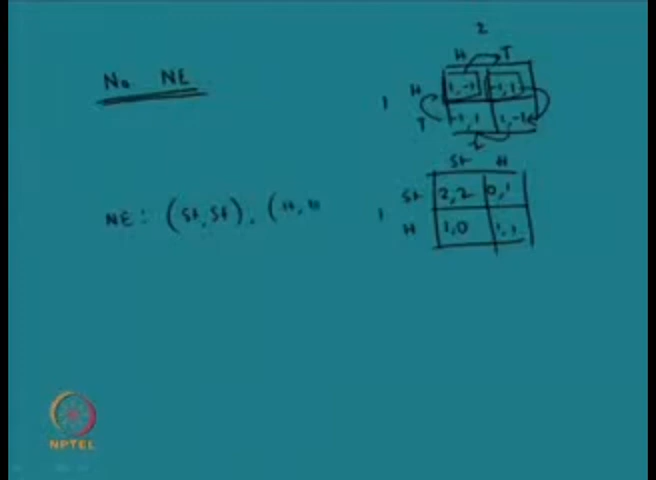 2
H T
No NE
1 H 1, -1 -1, 1
T -1, 1 1, -1
2
St H
St 2, 2 0, 1
NE: (St, St), (H, H
1 H 1, 0 1, 1
NPTEL